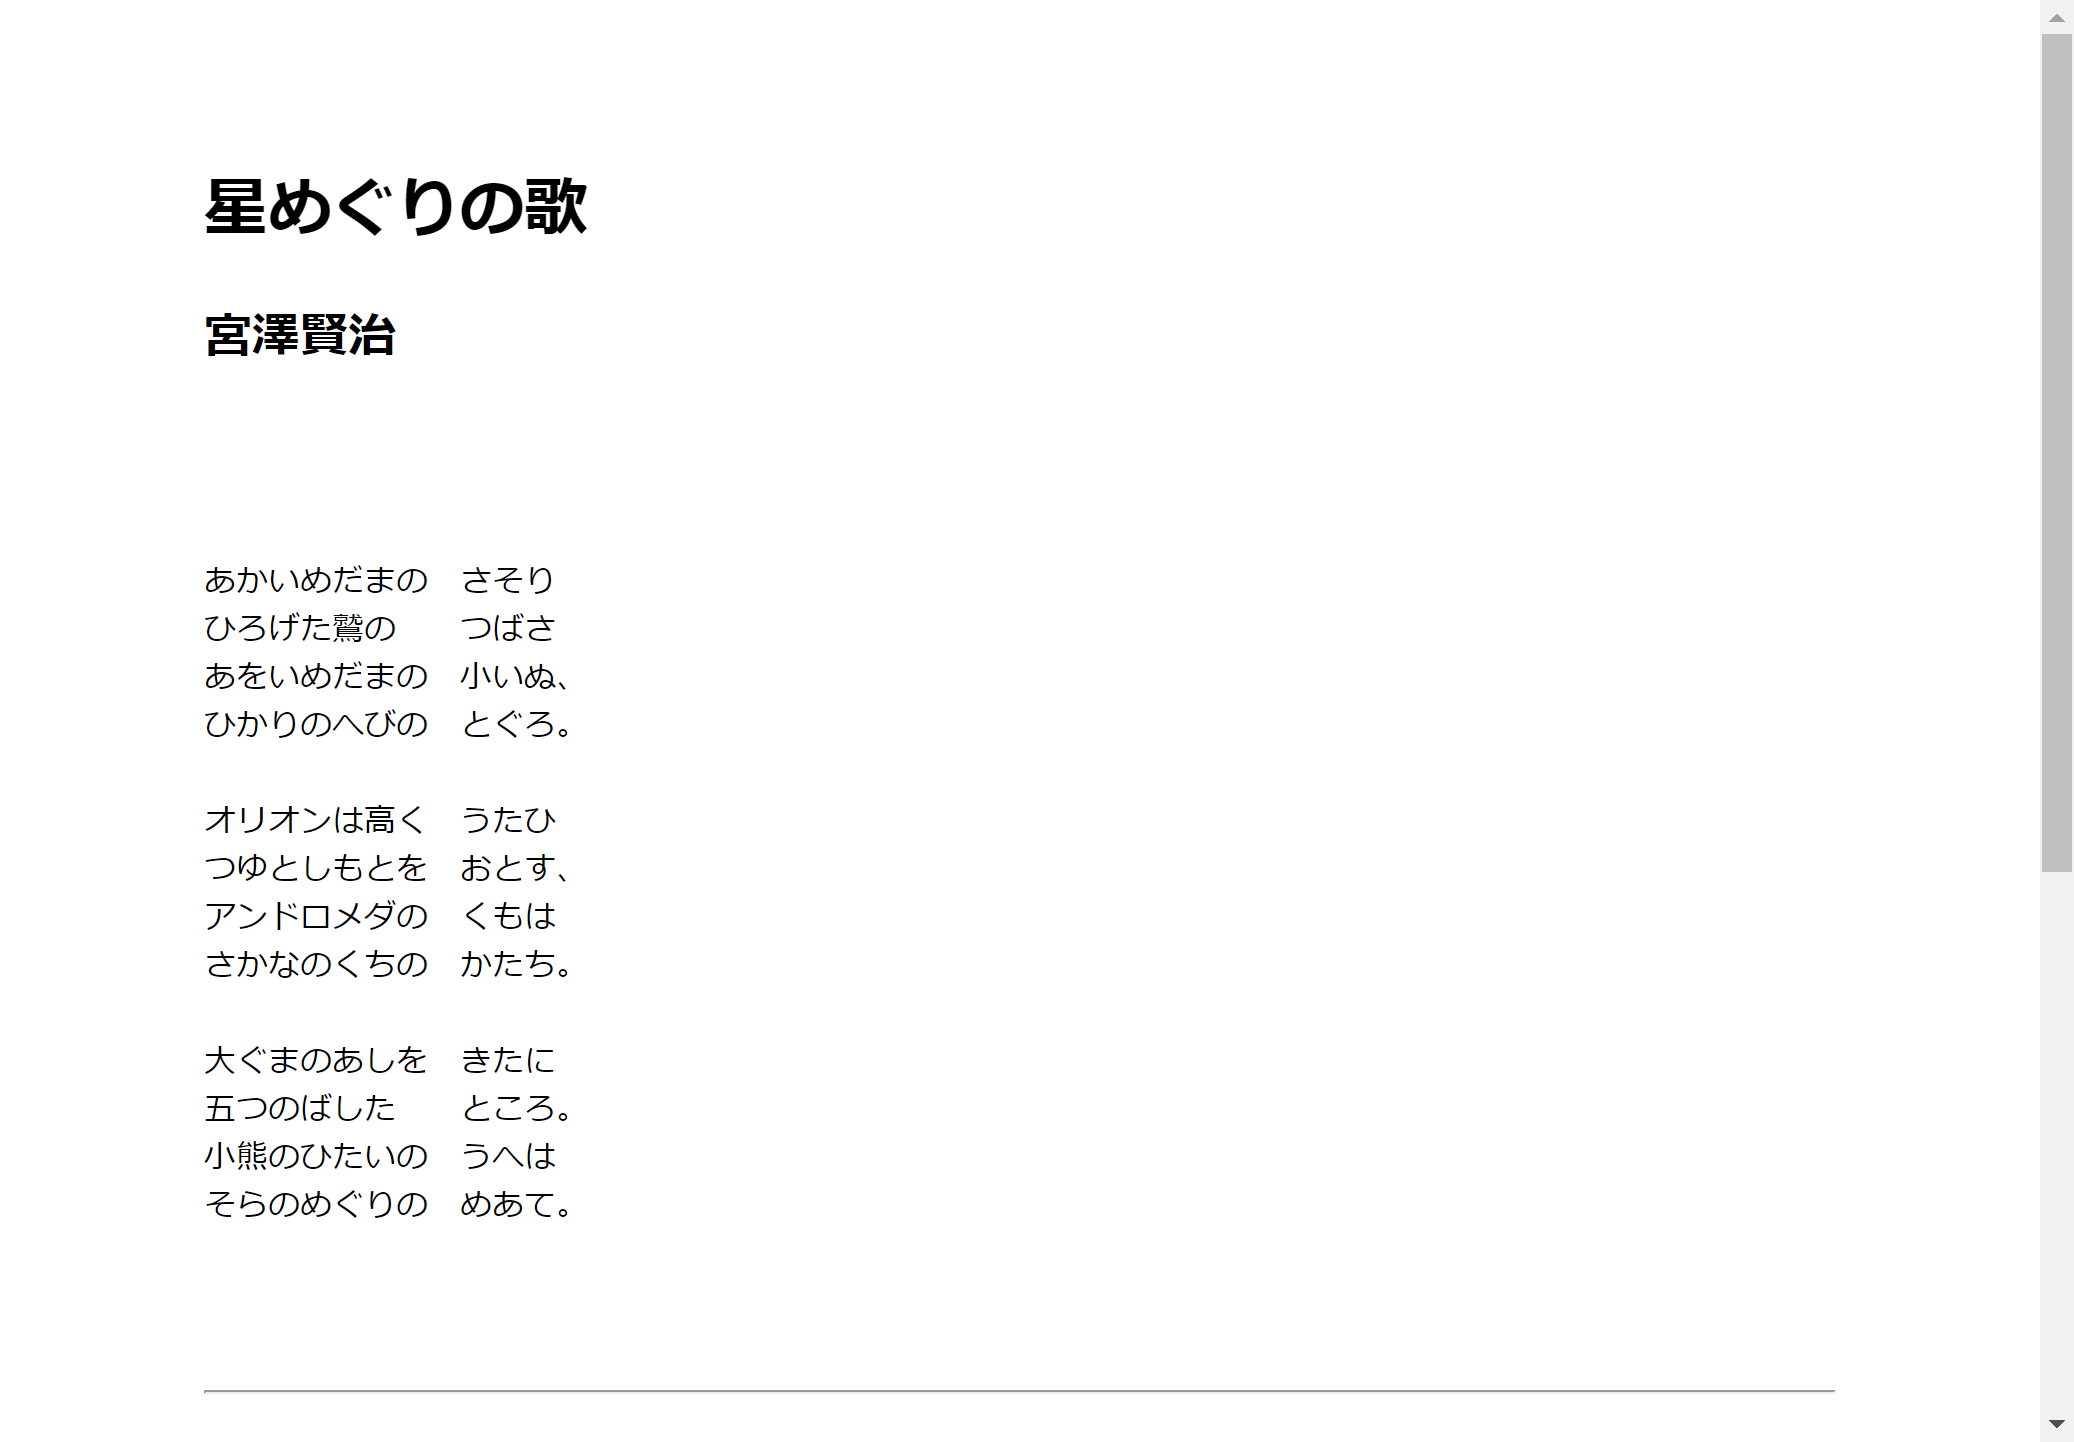 星めぐりの歌
宮澤賢治
あかいめだまの　さそり
ひろげた鷲の　　つばさ
あをいめだまの　小いぬ、
ひかりのへびの　とぐろ。
オリオンは高く　うたひ
つゆとしもとを　おとす、
アンドロメダの　くもは
さかなのくちの　かたち。
大ぐまのあしを　きたに
五つのばした　　ところ。
小熊のひたいの　うへは
そらのめぐりの　めあて。